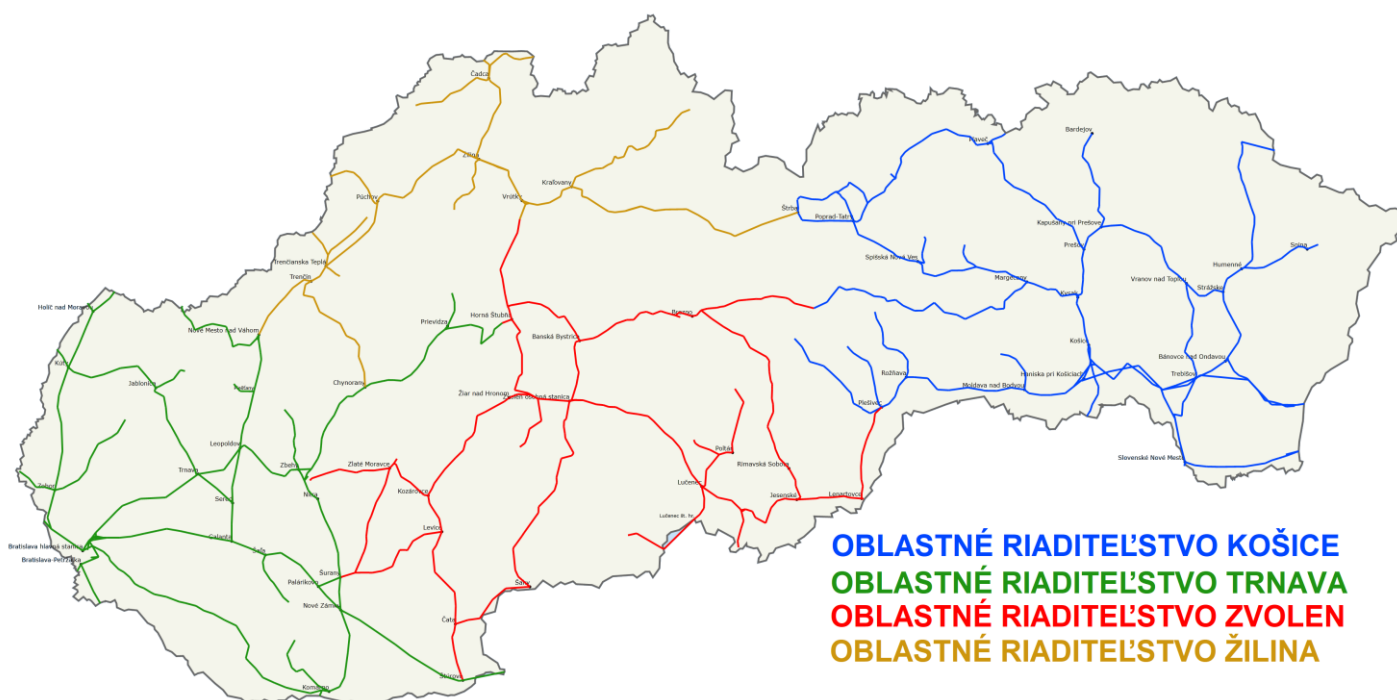 Čadca
Žilina
Púchov
Vrútky
Kraľovany
Štrba
Poprad-Tatry
Plaveč
Bardejov
Kapušany pri Prešove
Prešov
Spišská Nová Ves
Margecany
Kysak
Vranov nad Topľou
Strážske
Humenné
Snina
Trenčianska Teplá
Trenčín
Holíč nad Moravou
Nové Mesto nad Váhom
Prievidza
Horná Štubňa
Banská Bystrica
Brezno
Kúty
Jablonica
Piešťany
Chynorany
Žiar nad Hronom
Zvolen osobná stanica
Rožňava
Plešivec
Moldava nad Bodvou
Haniska pri Košiciach
Košice
Bánovce nad Ondavou
Trebišov
Slovenské Nové Mesto
Leopoldov
Trnava
Zbehy
Zlaté Moravce
Kozárovce
Poltár
Rimavská Sobota
Lučenec
Jesenské
Lenartovce
Zohor
Sereď
Nitra
Levice
Bratislava hlavná stanica
Bratislava-Petržalka
Galanta
Šaľa
Šurany
Palárikovo
Nové Zámky
Šahy
Čata
Komárno
Štúrovo
OBLASTNÉ RIADITEĽSTVO KOŠICE
OBLASTNÉ RIADITEĽSTVO TRNAVA
OBLASTNÉ RIADITEĽSTVO ZVOLEN
OBLASTNÉ RIADITEĽSTVO ŽILINA